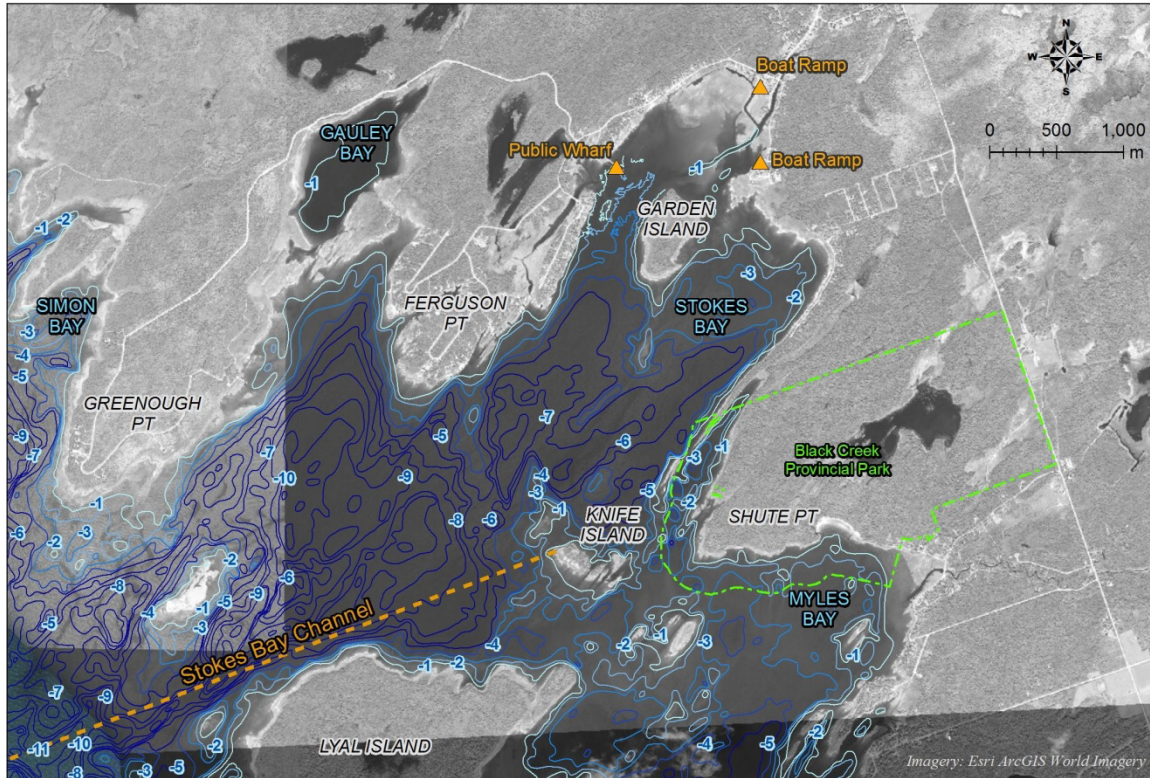 N
W E
S
0 500 1,000
m
Boat Ramp
GAULEY
BAY
Public Wharf
Boat Ramp
-1
-1
GARDEN
ISLAND
-1
-2
-3
-2
SIMON
BAY
FERGUSON
PT
STOKES
BAY
-3
-4
-5
GREENOUGH
PT
-7
-5
-6
-9
-7
-7
-10
-9
-4
-3
-1
-5
-3
-1
-2
Black Creek
Provincial Park
-1
-6
-2
-3
-8
-6
KNIFE
ISLAND
SHUTE PT
-2
-8
-9
-6
-4
-1
-5
-3
-5
MYLES
BAY
Stokes Bay Channel
-4
-2
-1
-3
-1
-1
-2
-7
-9
-11
-10
-8
-3
-5
-2
LYAL ISLAND
-4
-5
-2
Imagery: Esri ArcGIS World Imagery